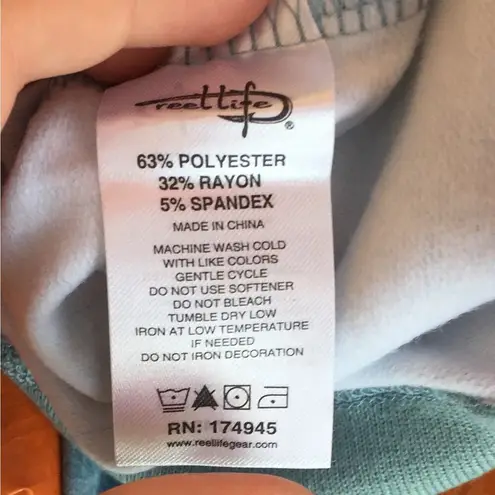 reel life
®
63% POLYESTER
32% RAYON
5% SPANDEX
MADE IN CHINA
MACHINE WASH COLD
WITH LIKE COLORS
GENTLE CYCLE
DO NOT USE SOFTENER
DO NOT BLEACH
TUMBLE DRY LOW
IRON AT LOW TEMPERATURE
IF NEEDED
DO NOT IRON DECORATION
RN: 174945
www.reellifegear.com